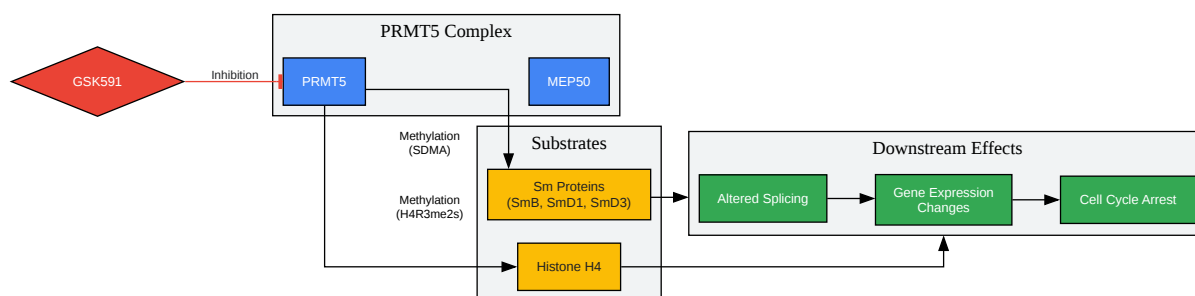 PRMT5 Complex
GSK591
Inhibition
PRMT5
MEP50
Methylation
(SDMA)
Substrates
Downstream Effects
Sm Proteins
(SmB, SmD1, SmD3)
Methylation
(H4R3me2s)
Altered Splicing
Gene Expression
Changes
Cell Cycle Arrest
Histone H4